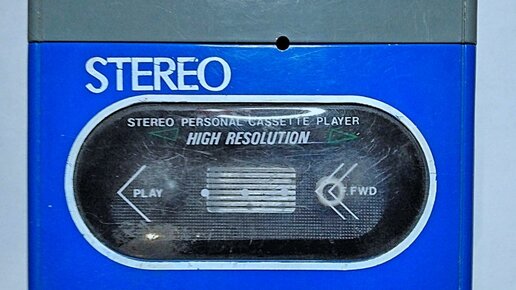 STEREO
STEREO PERSONAL CASSETTE PLAYER
HIGH RESOLUTION
PLAY
F.FWD